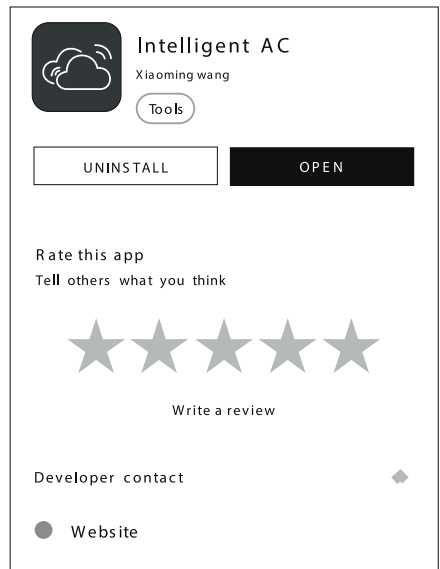 Intelligent AC
Xiaoming wang
Tools
UNINSTALL
OPEN
Rate this app
Tell others what you think
Write a review
Developer contact
Website